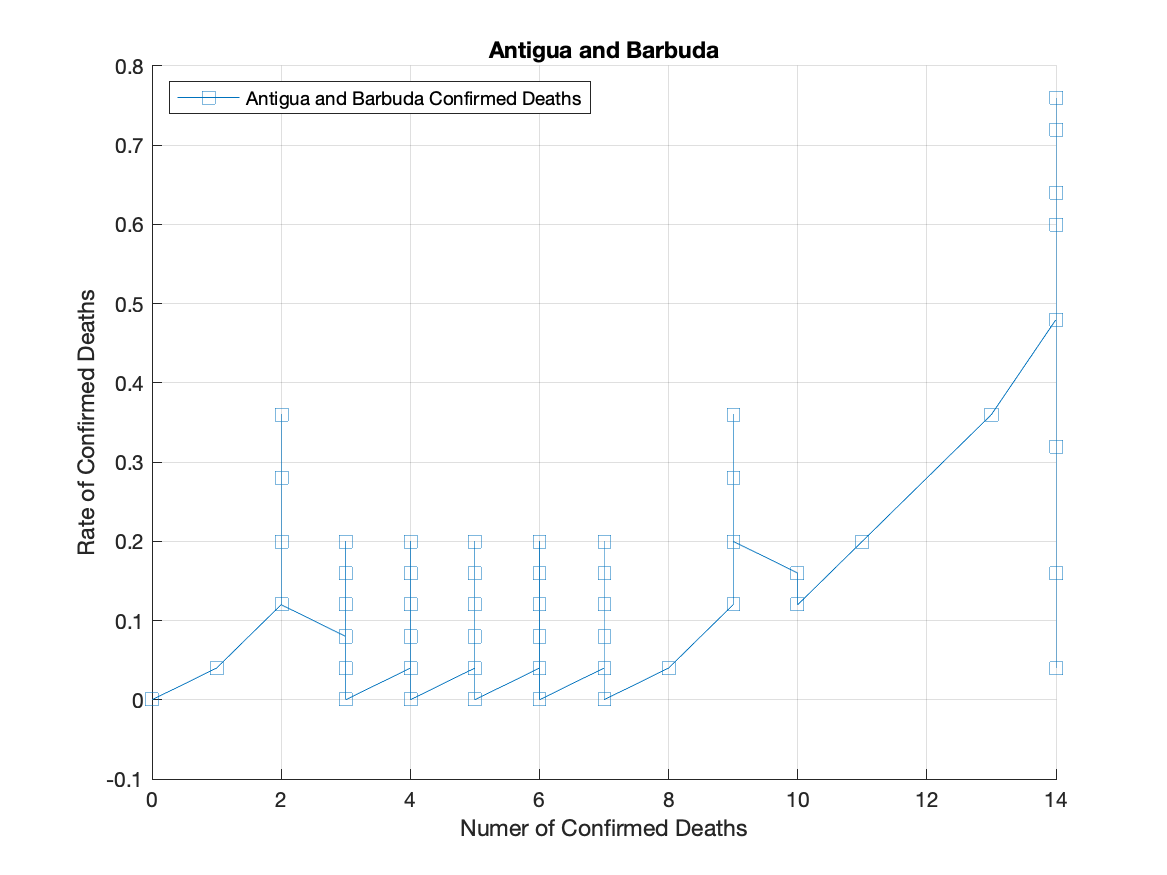 Antigua and Barbuda
Antigua and Barbuda Confirmed Deaths
0.8
0.7
0.6
0.5
0.4
0.3
0.2
0.1
0
-0.1
Rate of Confirmed Deaths
0 2 4 6 8 10 12 14
Numer of Confirmed Deaths